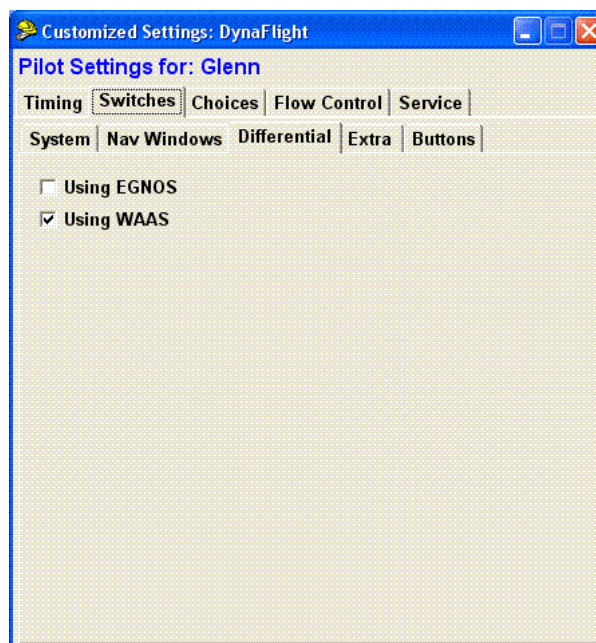 Customized Settings: DynaFlight
Pilot Settings for: Glenn
Timing Switches Choices Flow Control Service
System Nav Windows Differential Extra Buttons
Using EGNOS
Using WAAS